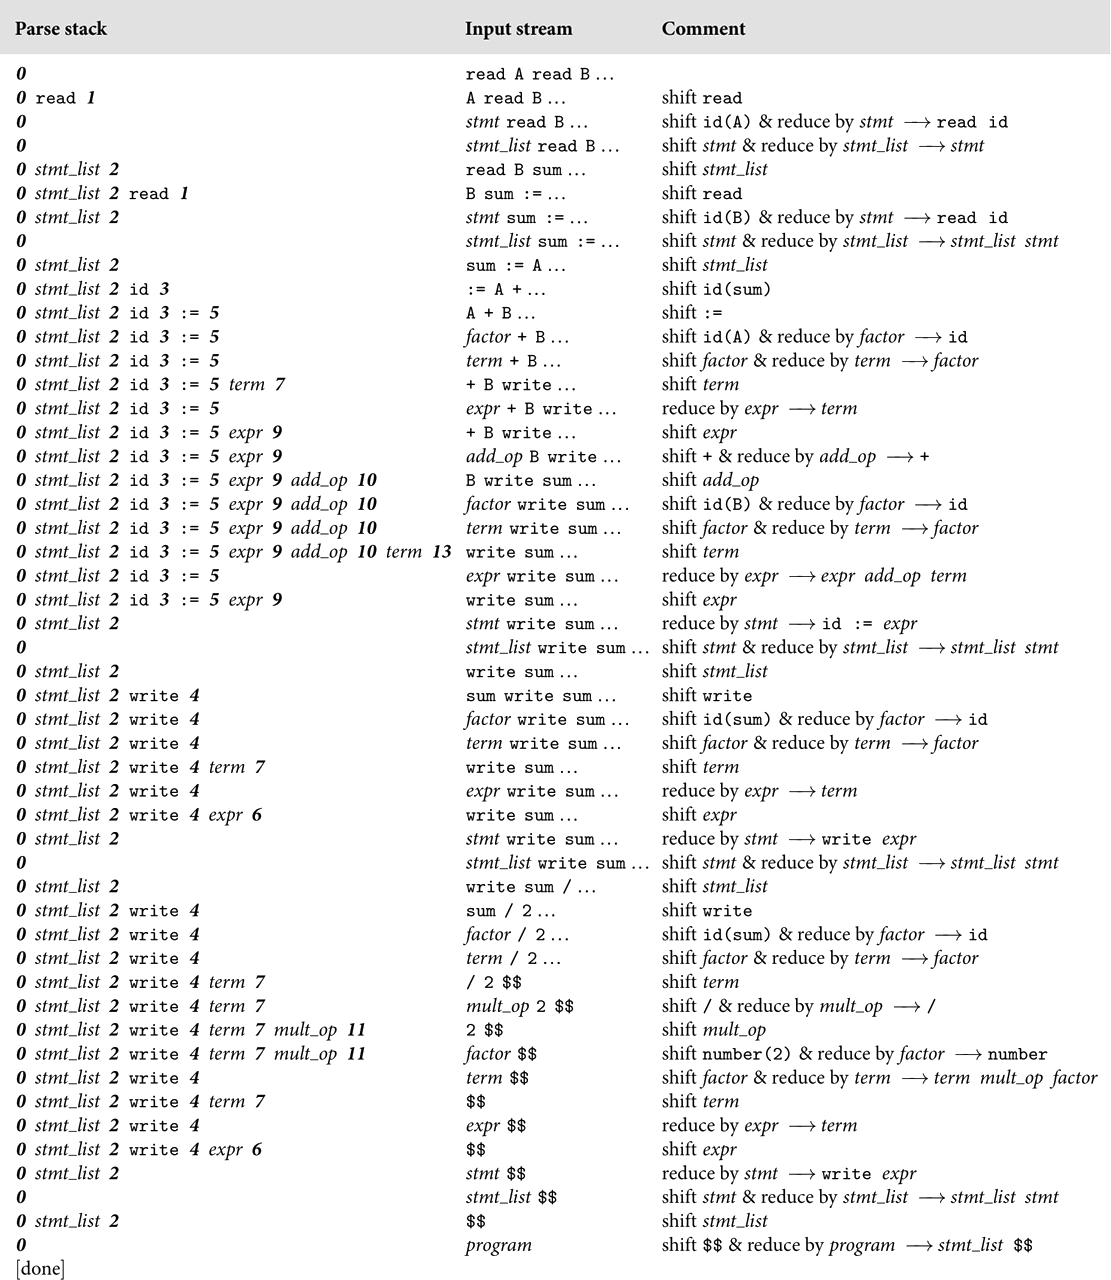 Parse stack Input stream Comment
0 read A read B …
0 read 1 A read B … shift read
0 stmt read B … shift id(A) & reduce by stmt ⟶ read id
0 stmt_list read B … shift stmt & reduce by stmt_list ⟶ stmt
0 stmt_list 2 read B sum … shift stmt_list
0 stmt_list 2 read 1 B sum := … shift read
0 stmt_list 2 stmt sum := … shift id(B) & reduce by stmt ⟶ read id
0 stmt_list sum := … shift stmt & reduce by stmt_list ⟶ stmt_list stmt
0 stmt_list 2 sum := A … shift stmt_list
0 stmt_list 2 id 3 := A + … shift id(sum)
0 stmt_list 2 id 3 := 5 A + B … shift :=
0 stmt_list 2 id 3 := 5 factor + B … shift id(A) & reduce by factor ⟶ id
0 stmt_list 2 id 3 := 5 term + B … shift factor & reduce by term ⟶ factor
0 stmt_list 2 id 3 := 5 term 7 + B write … shift term
0 stmt_list 2 id 3 := 5 expr + B write … reduce by expr ⟶ term
0 stmt_list 2 id 3 := 5 expr 9 + B write … shift expr
0 stmt_list 2 id 3 := 5 expr 9 add_op B write … shift + & reduce by add_op ⟶ +
0 stmt_list 2 id 3 := 5 expr 9 add_op 10 B write sum … shift add_op
0 stmt_list 2 id 3 := 5 expr 9 add_op 10 factor write sum … shift id(B) & reduce by factor ⟶ id
0 stmt_list 2 id 3 := 5 expr 9 add_op 10 term write sum … shift factor & reduce by term ⟶ factor
0 stmt_list 2 id 3 := 5 expr 9 add_op 10 term 13 write sum … shift term
0 stmt_list 2 id 3 := 5 expr write sum … reduce by expr ⟶ expr add_op term
0 stmt_list 2 id 3 := 5 expr 9 write sum … shift expr
0 stmt_list 2 stmt write sum … reduce by stmt ⟶ id := expr
0 stmt_list write sum … shift stmt & reduce by stmt_list ⟶ stmt_list stmt
0 stmt_list 2 write sum … shift stmt_list
0 stmt_list 2 write 4 sum write sum … shift write
0 stmt_list 2 write 4 factor write sum … shift id(sum) & reduce by factor ⟶ id
0 stmt_list 2 write 4 term write sum … shift factor & reduce by term ⟶ factor
0 stmt_list 2 write 4 term 7 write sum … shift term
0 stmt_list 2 write 4 expr write sum … reduce by expr ⟶ term
0 stmt_list 2 write 4 expr 6 write sum … shift expr
0 stmt_list 2 stmt write sum … reduce by stmt ⟶ write expr
0 stmt_list write sum … shift stmt & reduce by stmt_list ⟶ stmt_list stmt
0 stmt_list 2 write sum / … shift stmt_list
0 stmt_list 2 write 4 sum / 2 … shift write
0 stmt_list 2 write 4 factor / 2 … shift id(sum) & reduce by factor ⟶ id
0 stmt_list 2 write 4 term / 2 … shift factor & reduce by term ⟶ factor
0 stmt_list 2 write 4 term 7 / 2 $$ shift term
0 stmt_list 2 write 4 term 7 mult_op 2 $$ shift / & reduce by mult_op ⟶ /
0 stmt_list 2 write 4 term 7 mult_op 11 2 $$ shift mult_op
0 stmt_list 2 write 4 term 7 mult_op 11 factor $$ shift number(2) & reduce by factor ⟶ number
0 stmt_list 2 write 4 term $$ shift factor & reduce by term ⟶ term mult_op factor
0 stmt_list 2 write 4 term 7 $$ shift term
0 stmt_list 2 write 4 expr $$ reduce by expr ⟶ term
0 stmt_list 2 write 4 expr 6 $$ shift expr
0 stmt_list 2 stmt $$ reduce by stmt ⟶ write expr
0 stmt_list $$ shift stmt & reduce by stmt_list ⟶ stmt_list stmt
0 stmt_list 2 $$ shift stmt_list
0 program shift $$ & reduce by program ⟶ stmt_list $$
[done]